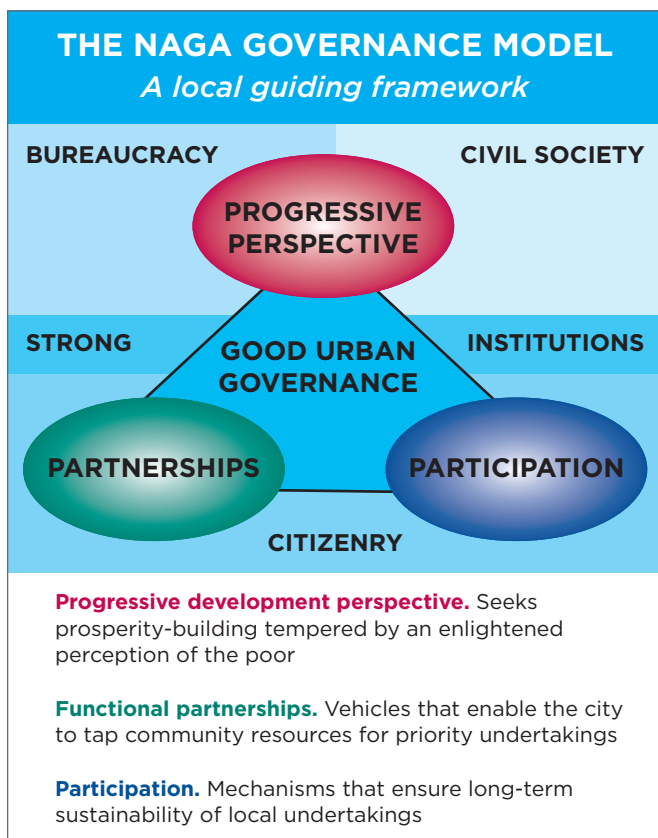 THE NAGA GOVERNANCE MODEL
A local guiding framework
BUREAUCRACY
CIVIL SOCIETY
PROGRESSIVE
PERSPECTIVE
STRONG
INSTITUTIONS
GOOD URBAN
GOVERNANCE
PARTNERSHIPS
PARTICIPATION
CITIZENRY
Progressive development perspective. Seeks
prosperity-building tempered by an enlightened
perception of the poor
Functional partnerships. Vehicles that enable the city
to tap community resources for priority undertakings
Participation. Mechanisms that ensure long-term
sustainability of local undertakings